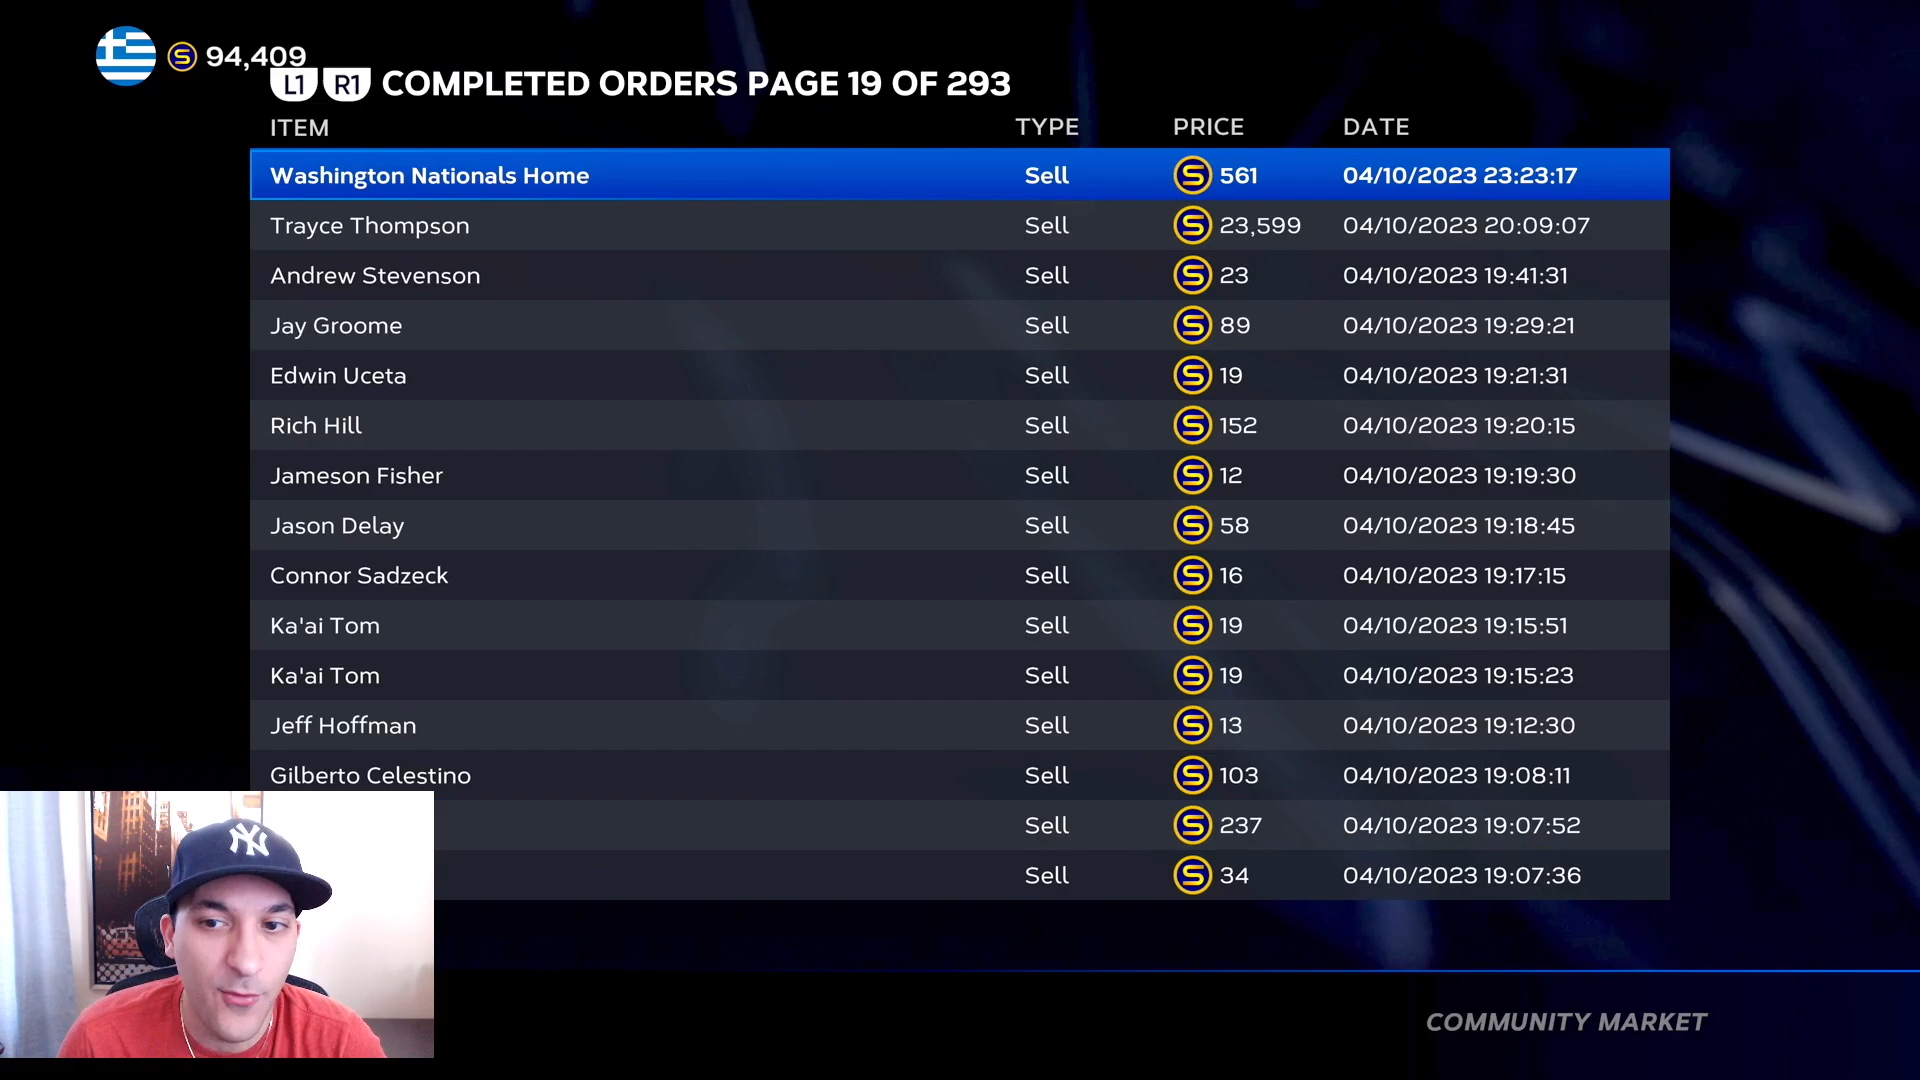 94,409
L1 R1 COMPLETED ORDERS PAGE 19 OF 293
ITEM TYPE PRICE DATE
Washington Nationals Home Sell 561 04/10/2023 23:23:17
Trayce Thompson Sell 23,599 04/10/2023 20:09:07
Andrew Stevenson Sell 23 04/10/2023 19:41:31
Jay Groome Sell 89 04/10/2023 19:29:21
Edwin Uceta Sell 19 04/10/2023 19:21:31
Rich Hill Sell 152 04/10/2023 19:20:15
Jameson Fisher Sell 12 04/10/2023 19:19:30
Jason Delay Sell 58 04/10/2023 19:18:45
Connor Sadzeck Sell 16 04/10/2023 19:17:15
Ka'ai Tom Sell 19 04/10/2023 19:15:51
Ka'ai Tom Sell 19 04/10/2023 19:15:23
Jeff Hoffman Sell 13 04/10/2023 19:12:30
Gilberto Celestino Sell 103 04/10/2023 19:08:11
Sell 237 04/10/2023 19:07:52
Sell 34 04/10/2023 19:07:36
NY
COMMUNITY MARKET